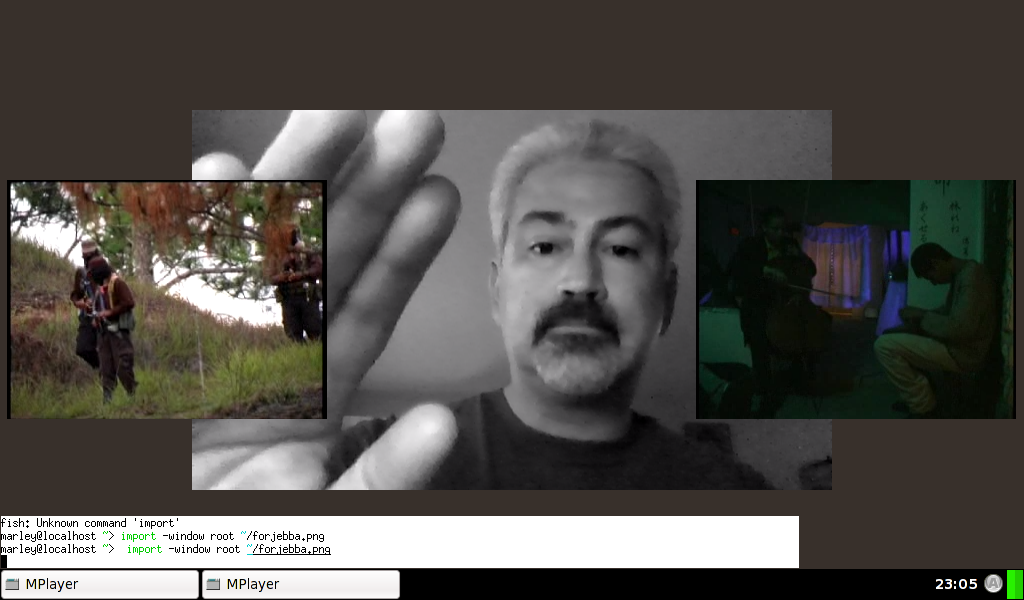 fish: Unknown command 'import'
marley@localhost ~> import -window root ~/forjebba.png
marley@localhost ~>  import -window root ~/forjebba.png
MPlayer
MPlayer
23:05
A